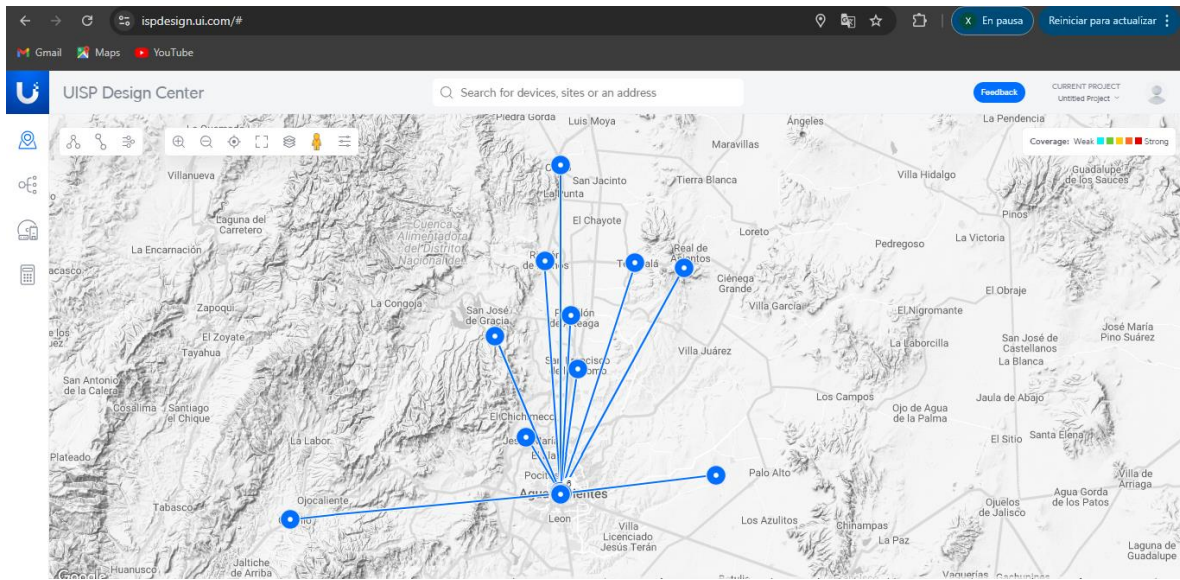 ispdesign.ui.com/#
En pausa
Reiniciar para actualizar
Gmail
Maps
YouTube
UISP Design Center
Search for devices, sites or an address
Feedback
CURRENT PROJECT
Untitled Project
Coverage: Weak
Strong
Piedra Gorda
Luis Moya
Ángeles
La Pendencia
Maravillas
Villanueva
San Jacinto
Tierra Blanca
Villa Hidalgo
Guadalupe
de los Sauces
La Punta
Laguna del
Carretero
El Chayote
Cuenca
Alimentadora
del Distrito
Nacional de
Pinos
Loreto
La Encarnación
Real de
Pedregoso
La Victoria
Ciénega
Grande
Zapoqui
La Congoja
San José
de Gracia
Villa García
El Nigromante
El Obraje
El Zoyate
Tayahua
Villa Juárez
La Laborcilla
San José de
Castellanos
José María
Pino Suárez
La Blanca
San Antonio
de la Calera
Los Campos
Jaula de Abajo
Cosalima
Santiago
el Chique
Ojo de Agua
de la Palma
La Labor
El Sitio
Santa Elena
Plateado
Palo Alto
Villa de
Arriaga
Tabasco
Ojocaliente
Leon
Villa
Licenciado
Jesús Terán
Los Azulitos
Chinampas
La Paz
Ojuelos
de Jalisco
Agua Gorda
de los Patos
Huanusco
Jaltiche
de Arriba
Laguna de
Guadalupe
Google
Vaquerías